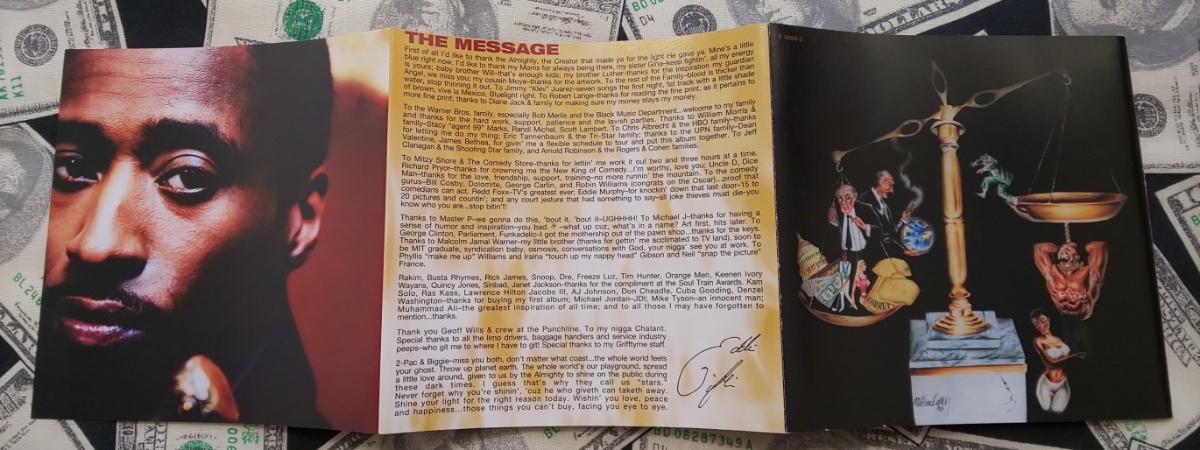 THE MESSAGE
First of all I'd like to thank the Almighty, the Creator that made ya for the light He gave ya. Mine's a little
blue right now, I'd like to thank my Moms for always being there, my sister Gina–keep fightin', all my energy
is yours; baby brother Will–that's enough kids; my brother Luther–thanks for the inspiration my guardian
Angel, we miss you; my cousin Moye–thanks for the artwork. To the rest of the Family–blood is thicker than
water, stop thinning it out. To Jimmy "Klev" Juarez–seven songs the first night, fat track with a little shade
of brown, vive la Mexico, Bluelight right. To Robert Lange–thanks for reading the fine print, as it pertains to
more fine print; thanks to Diane Jack & family for making sure my money stays my money.
To the Warner Bros. family, especially Bob Merlis and the Black Music Department...welcome to my family
and thanks for the hard work, support, patience and the lavish parties. Thanks to William Morris &
family–Stacy "agent 99" Marks, Randi Michel, Scott Lambert. To Chris Albrecht & the HBO family–thanks
for letting me do my thing; Eric Tannenbaum & the Tri-Star family; thanks to the UPN family–Dean
Valentine, James Bethea, for givin' me a flexible schedule to tour and put this album together. To Jeff
Clanagan & the Shooting Star family, and Arnold Robinson & the Rogers & Cohen families.
To Mitzy Shore & The Comedy Store–thanks for lettin' me work it out two and three hours at a time.
Richard Pryor–thanks for crowning me the New King of Comedy...I'm worthy, love you; Uncle D. Dice
Man–thanks for the love, friendship, support, training–no more runnin' the mountain. To the comedy
gurus–Bill Cosby, Dolomite, George Carlin, and Robin Williams (congrats on the Oscar)...proof that
comedians can act. Redd Foxx–TV's greatest ever; Eddie Murphy–for knockin' down that last door–15 to
20 pictures and countin'; and any court jesture that had something to say–all joke thieves must die–you
know who you are...stop bitin'!!
Thanks to Master P–we gonna do this, 'bout it, 'bout it–UGHHHH! To Michael J–thanks for having a
sense of humor and inspiration–you bad. –what up cuz, what's in a name? Art first, hits later. To
George Clinton, Parliament, Funkadelic–I got the mothership out of the pawn shop...thanks for the keys.
Thanks to Malcolm Jamal Warner–my little brother (thanks for gettin' me acclimated to TV land), soon to
be MIT graduate, syndication baby, osmosis, conversations with God, your nigga' see you at work. To
Phyllis "make me up" Williams and Iraina "touch up my nappy head" Gibson and Neil "snap the picture"
France.
Rakim, Busta Rhymes, Rick James, Snoop, Dre, Freeze Luz, Tim Hunter, Orange Men, Keenen Ivory
Wayans, Quincy Jones, Sinbad, Janet Jackson–thanks for the compliment at the Soul Train Awards. Kam
Solo, Ras Kass, Lawrence Hilton Jacobs III, AJ Johnson, Don Cheadle, Cuba Gooding, Denzel
Washington–thanks for buying my first album; Michael Jordan–JDI; Mike Tyson–an innocent man;
Muhammad Ali–the greatest inspiration of all time; and to all those I may have forgotten to
mention...thanks.
Thank you Geoff Wills & crew at the Punchline. To my nigga Chalant.
Special thanks to all the limo drivers, baggage handlers and service industry
peeps–who git me to where I have to git! Special thanks to my Griffhyme staff.
2-Pac & Biggie–miss you both, don't matter what coast...the whole world feels
your ghost. Throw up planet earth. The whole world's our playground, spread
a little love around, given to us by the Almighty to shine on the public during
these dark times. I guess that's why they call us "stars."
Never forget why you're shinin', 'cuz he who giveth can taketh away.
Shine your light for the right reason today. Wishin' you love, peace
and happiness...those things you can't buy, facing you eye to eye.
DOLLARS
D4
K11
DB 08287349A